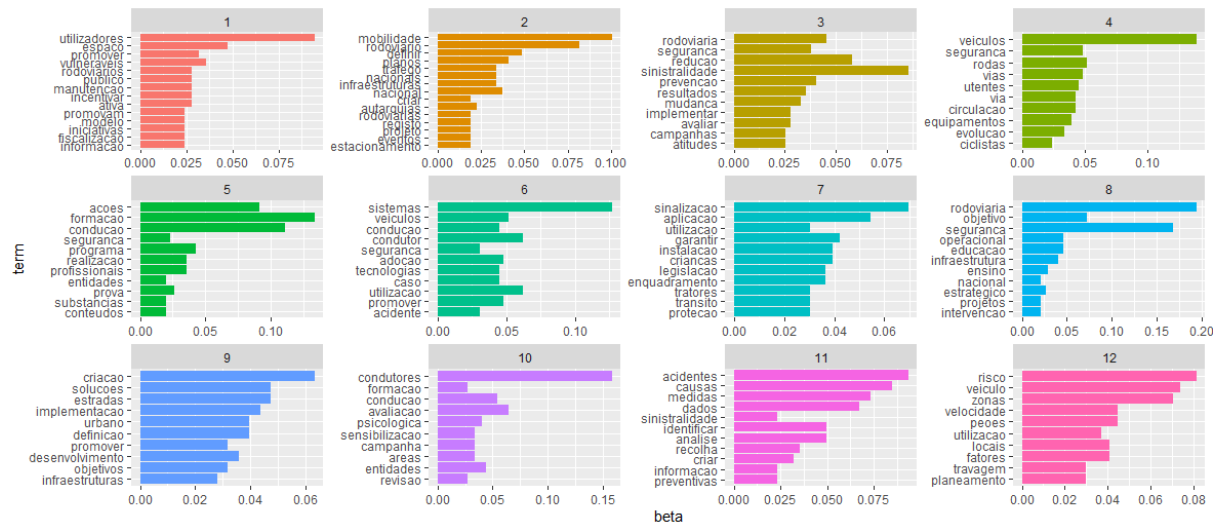 1
utilizadores
espaco
promover
vulneraveis
rodoviarios
publico
manutencao
incentivar
ativa
promovam
modelo
iniciativas
fiscalizacao
informacao
0.000 0.025 0.050 0.075
2
mobilidade
rodoviario
definir
planos
trafego
nacionais
infraestruturas
nacional
criar
autarquias
rodoviarias
registo
projeto
eventos
estacionamento
0.000 0.025 0.050 0.075 0.100
3
rodoviaria
seguranca
reducao
sinistralidade
prevencao
resultados
mudanca
implementar
avaliar
campanhas
atitudes
0.000 0.025 0.050 0.075
4
veiculos
seguranca
rodas
vias
utentes
via
circulacao
equipamentos
evolucao
ciclistas
0.00 0.05 0.10
term
5
acoes
formacao
conducao
seguranca
programa
realizacao
profissionais
entidades
prova
substancias
conteudos
0.00 0.05 0.10
6
sistemas
veiculos
conducao
condutor
seguranca
adocao
tecnologias
caso
utilizacao
promover
acidente
0.00 0.05 0.10
7
sinalizacao
aplicacao
utilizacao
garantir
instalacao
criancas
legislacao
enquadramento
tratores
transito
protecao
0.00 0.02 0.04 0.06
8
rodoviaria
objetivo
seguranca
operacional
educacao
infraestrutura
ensino
nacional
estrategico
projetos
intervencao
0.00 0.05 0.10 0.15 0.20
9
criacao
solucoes
estradas
implementacao
urbano
definicao
promover
desenvolvimento
objetivos
infraestruturas
0.00 0.02 0.04 0.06
10
condutores
formacao
conducao
avaliacao
psicologica
sensibilizacao
campanha
areas
entidades
revisao
0.00 0.05 0.10 0.15
11
acidentes
causas
medidas
dados
sinistralidade
identificar
analise
recolha
criar
informacao
preventivas
0.000 0.025 0.050 0.075
12
risco
veiculo
zonas
velocidade
peoes
utilizacao
locais
fatores
travagem
planeamento
0.00 0.02 0.04 0.06 0.08
beta